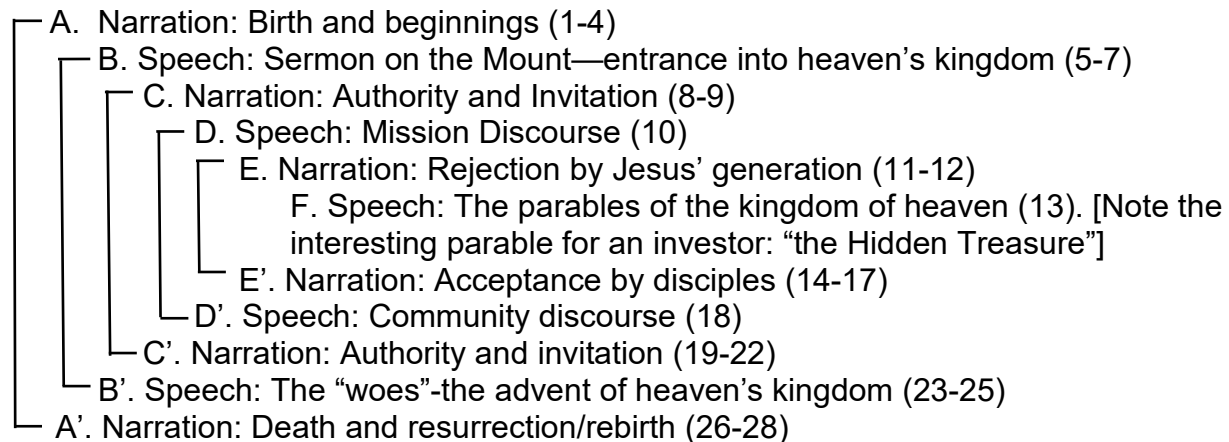 A. Narration: Birth and beginnings (1-4)
B. Speech: Sermon on the Mount—entrance into heaven’s kingdom (5-7)
C. Narration: Authority and Invitation (8-9)
D. Speech: Mission Discourse (10)
E. Narration: Rejection by Jesus’ generation (11-12)
F. Speech: The parables of the kingdom of heaven (13). [Note the
interesting parable for an investor: “the Hidden Treasure”]
E’. Narration: Acceptance by disciples (14-17)
D’. Speech: Community discourse (18)
C’. Narration: Authority and invitation (19-22)
B’. Speech: The “woes”-the advent of heaven’s kingdom (23-25)
A’. Narration: Death and resurrection/rebirth (26-28)